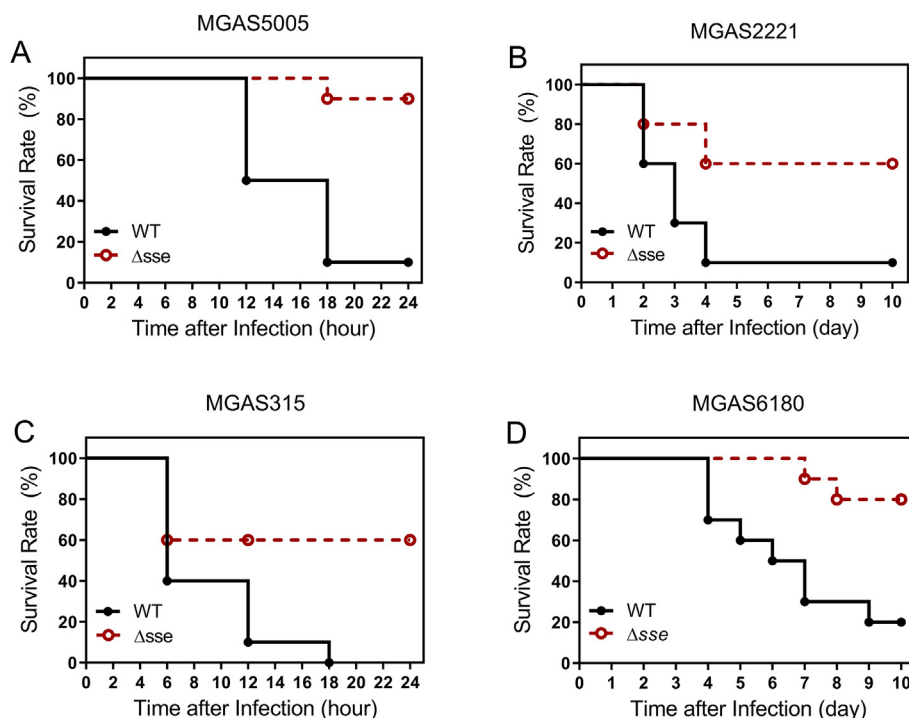 MGAS5005
A
Survival Rate (%)
100
80
60
40
20
0
WT
Δsse
0 2 4 6 8 10 12 14 16 18 20 22 24
Time after Infection (hour)
MGAS2221
B
Survival Rate (%)
100
80
60
40
20
0
WT
Δsse
0 1 2 3 4 5 6 7 8 9 10
Time after Infection (day)
MGAS315
C
Survival Rate (%)
100
80
60
40
20
0
WT
Δsse
0 2 4 6 8 10 12 14 16 18 20 22 24
Time after Infection (hour)
MGAS6180
D
Survival Rate (%)
100
80
60
40
20
0
WT
Δsse
0 1 2 3 4 5 6 7 8 9 10
Time after Infection (day)